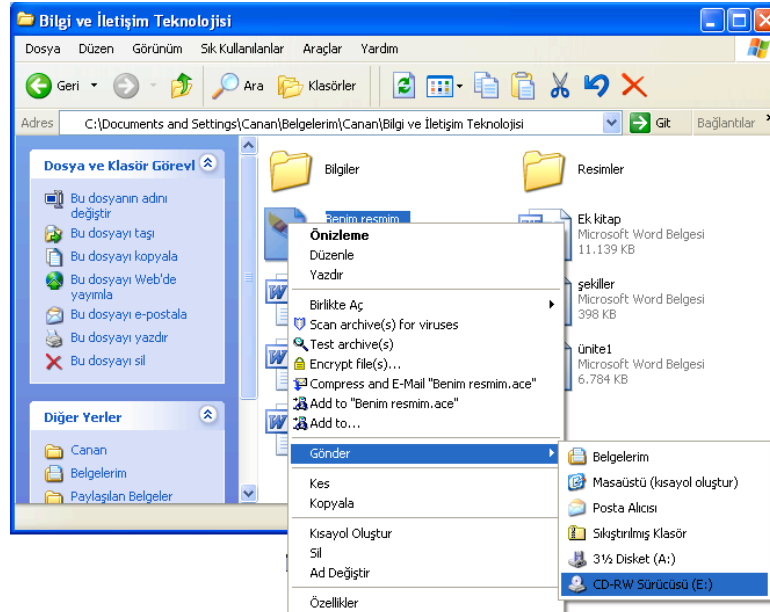 Bilgi ve İletişim Teknolojisi
Dosya Düzen Görünüm Sık Kullanılanlar Araçlar Yardım
Geri Ara Klasörler
Adres C:\Documents and Settings\Canan\Belgelerim\Canan\Bilgi ve İletişim Teknolojisi Git Bağlantılar
Dosya ve Klasör Görevl
Bu dosyanın adını
değiştir
Bu dosyayı taşı
Bu dosyayı kopyala
Bu dosyayı Web'de
yayımla
Bu dosyayı e-postala
Bu dosyayı yazdır
Bu dosyayı sil
Diğer Yerler
Canan
Belgelerim
Paylaşılan Belgeler
Bilgiler
Resimler
Benim resmim
Ek kitap
Microsoft Word Belgesi
11.139 KB
şekiller
Microsoft Word Belgesi
398 KB
ünite1
Microsoft Word Belgesi
6.784 KB
Önizleme
Düzenle
Yazdır
Birlikte Aç
Scan archive(s) for viruses
Test archive(s)
Encrypt file(s)...
Compress and E-Mail "Benim resmim.ace"
Add to "Benim resmim.ace"
Add to...
Gönder
Kes
Kopyala
Kısayol Oluştur
Sil
Ad Değiştir
Özellikler
Belgelerim
Masaüstü (kısayol oluştur)
Posta Alıcısı
Sıkıştırılmış Klasör
3½ Disket (A:)
CD-RW Sürücüsü (E:)